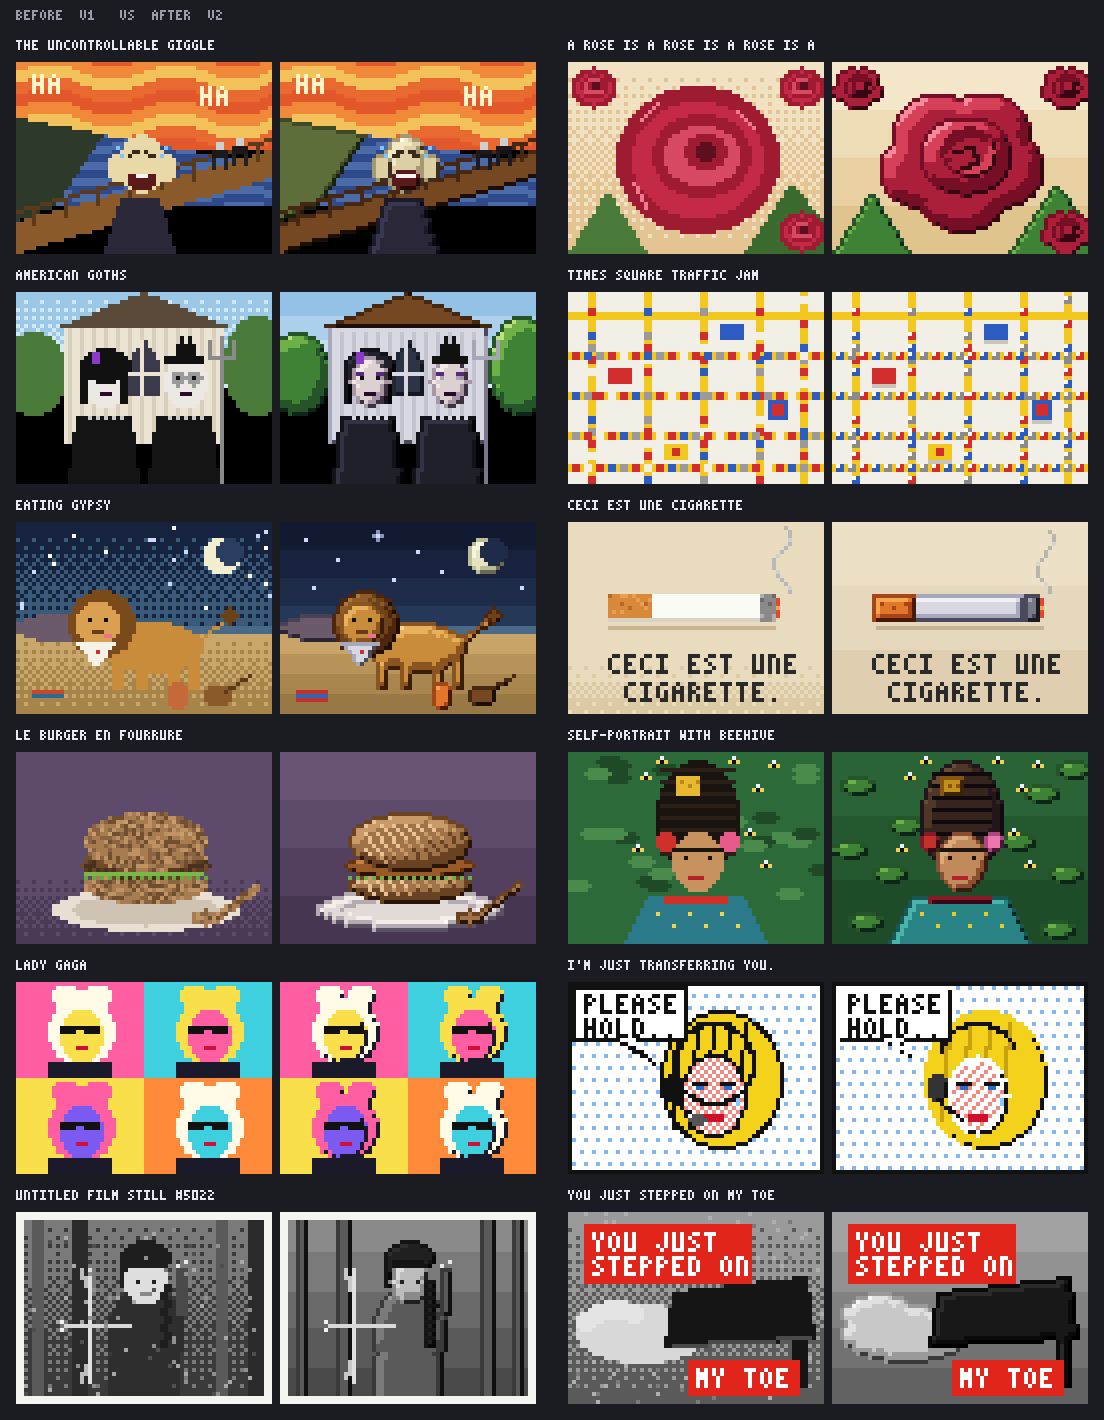 BEFORE V1 VS AFTER V2
THE UNCONTROLLABLE GIGGLE
HA
HA
HA
HA
A ROSE IS A ROSE IS A ROSE IS A
AMERICAN GOTHS
TIMES SQUARE TRAFFIC JAM
EATING GYPSY
CECI EST UNE CIGARETTE
CECI EST UNE
CIGARETTE.
CECI EST UNE
CIGARETTE.
LE BURGER EN FOURRURE
SELF-PORTRAIT WITH BEEHIVE
LADY GAGA
I'M JUST TRANSFERRING YOU.
PLEASE
HOLD...
PLEASE
HOLD...
UNTITLED FILM STILL #5022
YOU JUST STEPPED ON MY TOE
YOU JUST
STEPPED ON
MY TOE
YOU JUST
STEPPED ON
MY TOE